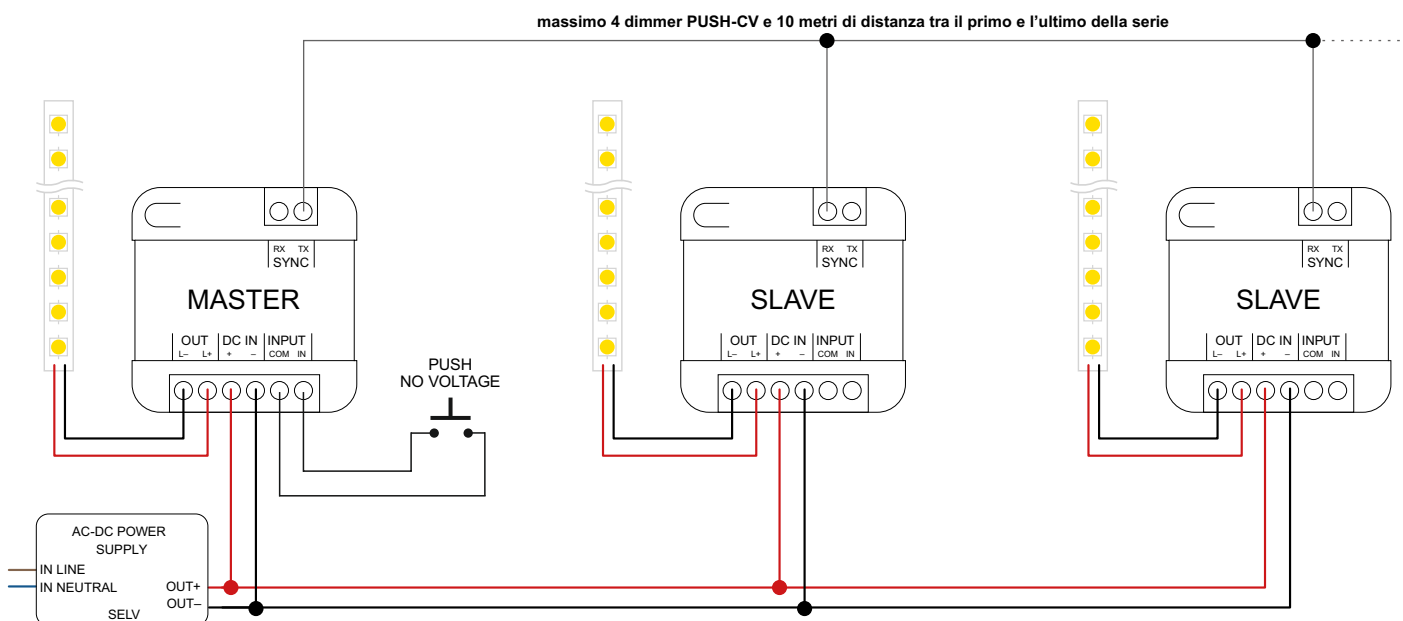 massimo 4 dimmer PUSH-CV e 10 metri di distanza tra il primo e l'ultimo della serie
RX TX
SYNC
MASTER
OUT DC IN INPUT
L– L+ + – COM IN
RX TX
SYNC
SLAVE
OUT DC IN INPUT
L– L+ + – COM IN
RX TX
SYNC
SLAVE
OUT DC IN INPUT
L– L+ + – COM IN
PUSH
NO VOLTAGE
AC-DC POWER
SUPPLY
IN LINE
IN NEUTRAL
OUT+
OUT–
SELV